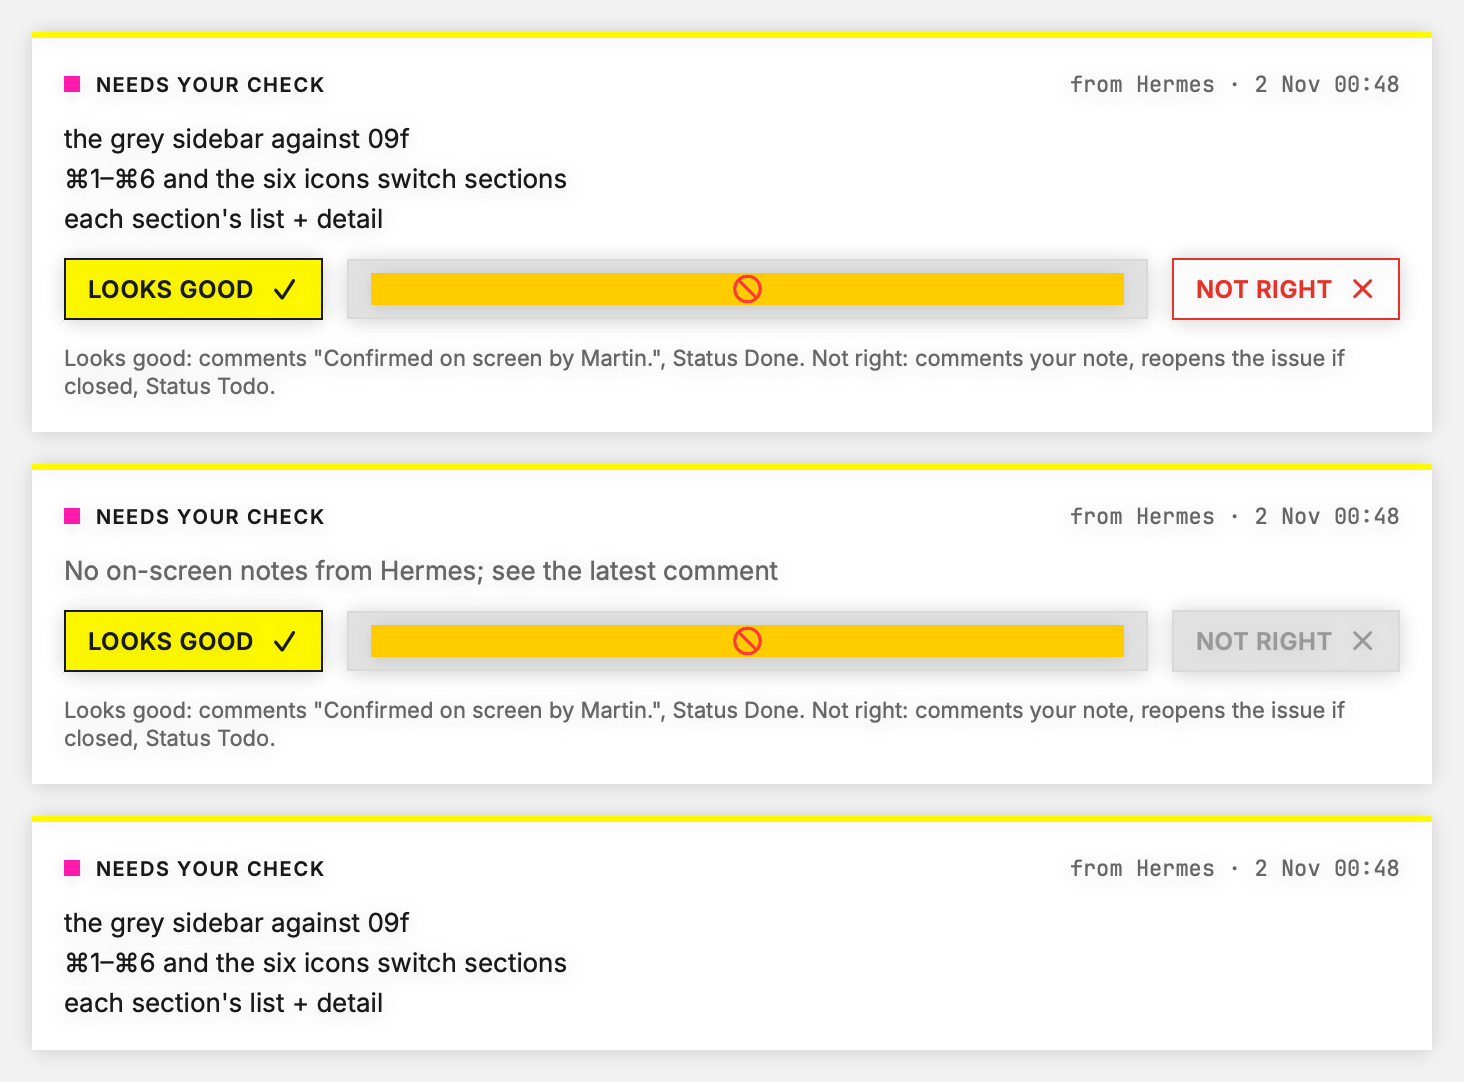 NEEDS YOUR CHECK
from Hermes · 2 Nov 00:48
the grey sidebar against 09f
⌘1–⌘6 and the six icons switch sections
each section's list + detail
LOOKS GOOD ✓
NOT RIGHT ✕
Looks good: comments "Confirmed on screen by Martin.", Status Done. Not right: comments your note, reopens the issue if
closed, Status Todo.
NEEDS YOUR CHECK
from Hermes · 2 Nov 00:48
No on-screen notes from Hermes; see the latest comment
LOOKS GOOD ✓
NOT RIGHT ✕
Looks good: comments "Confirmed on screen by Martin.", Status Done. Not right: comments your note, reopens the issue if
closed, Status Todo.
NEEDS YOUR CHECK
from Hermes · 2 Nov 00:48
the grey sidebar against 09f
⌘1–⌘6 and the six icons switch sections
each section's list + detail